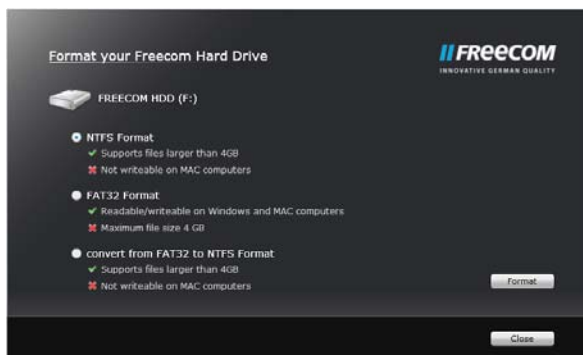 Format your Freecom Hard Drive
FREECOM
INNOVATIVE GERMAN QUALITY
FREECOM HDD (F:)
NTFS Format
Supports files larger than 4GB
Not writeable on MAC computers
FAT32 Format
Readable/writeable on Windows and MAC computers
Maximum file size 4 GB
convert from FAT32 to NTFS Format
Supports files larger than 4GB
Not writeable on MAC computers
Format
Close